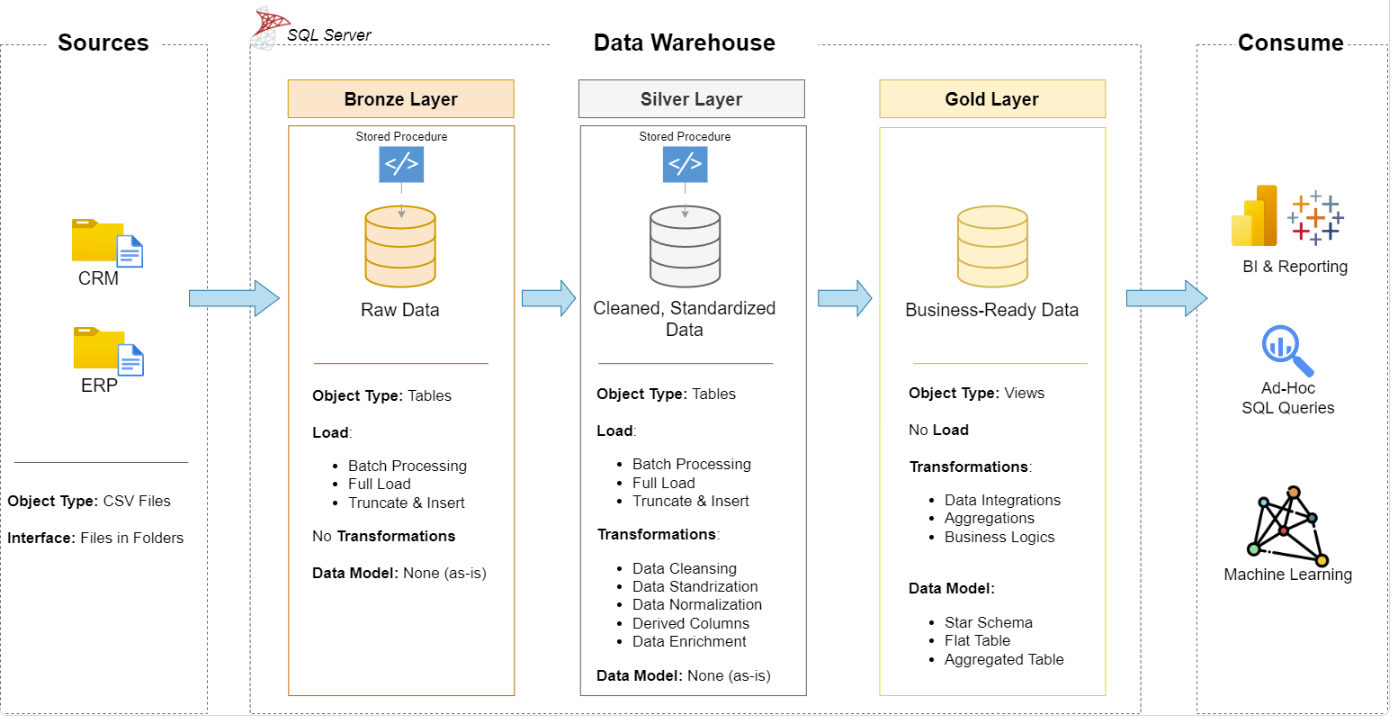 Sources
CRM
ERP
Object Type: CSV Files
Interface: Files in Folders
SQL Server
Data Warehouse
Bronze Layer
Stored Procedure
Raw Data
Object Type: Tables
Load:
• Batch Processing
• Full Load
• Truncate & Insert
No Transformations
Data Model: None (as-is)
Silver Layer
Stored Procedure
Cleaned, Standardized
Data
Object Type: Tables
Load:
• Batch Processing
• Full Load
• Truncate & Insert
Transformations:
• Data Cleansing
• Data Standrization
• Data Normalization
• Derived Columns
• Data Enrichment
Data Model: None (as-is)
Gold Layer
Business-Ready Data
Object Type: Views
No Load
Transformations:
• Data Integrations
• Aggregations
• Business Logics
Data Model:
• Star Schema
• Flat Table
• Aggregated Table
Consume
BI & Reporting
Ad-Hoc
SQL Queries
Machine Learning